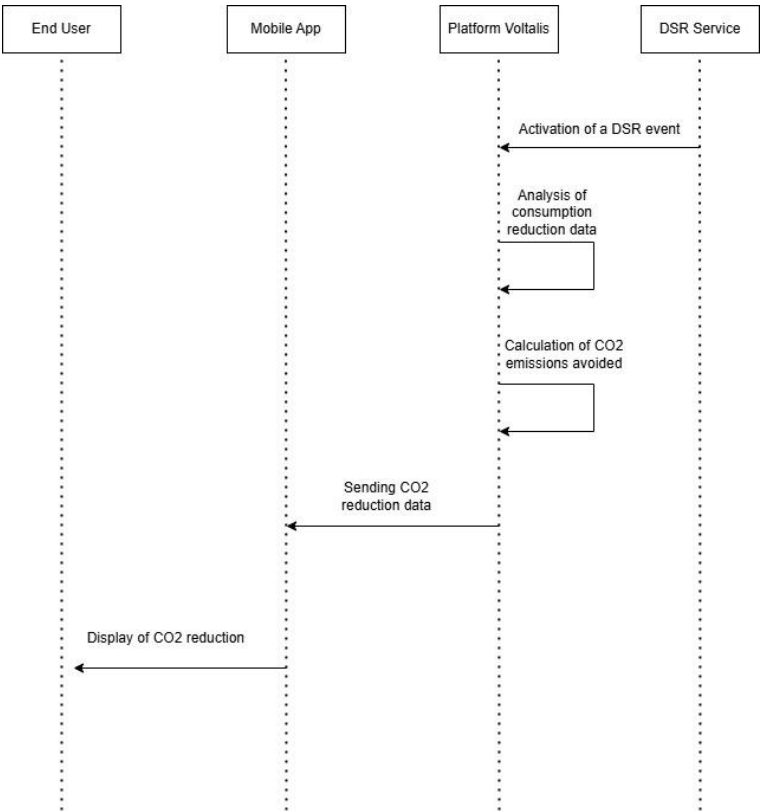 End User
Mobile App
Platform Voltalis
DSR Service
Activation of a DSR event
Analysis of
consumption
reduction data
Calculation of CO2
emissions avoided
Sending CO2
reduction data
Display of CO2 reduction